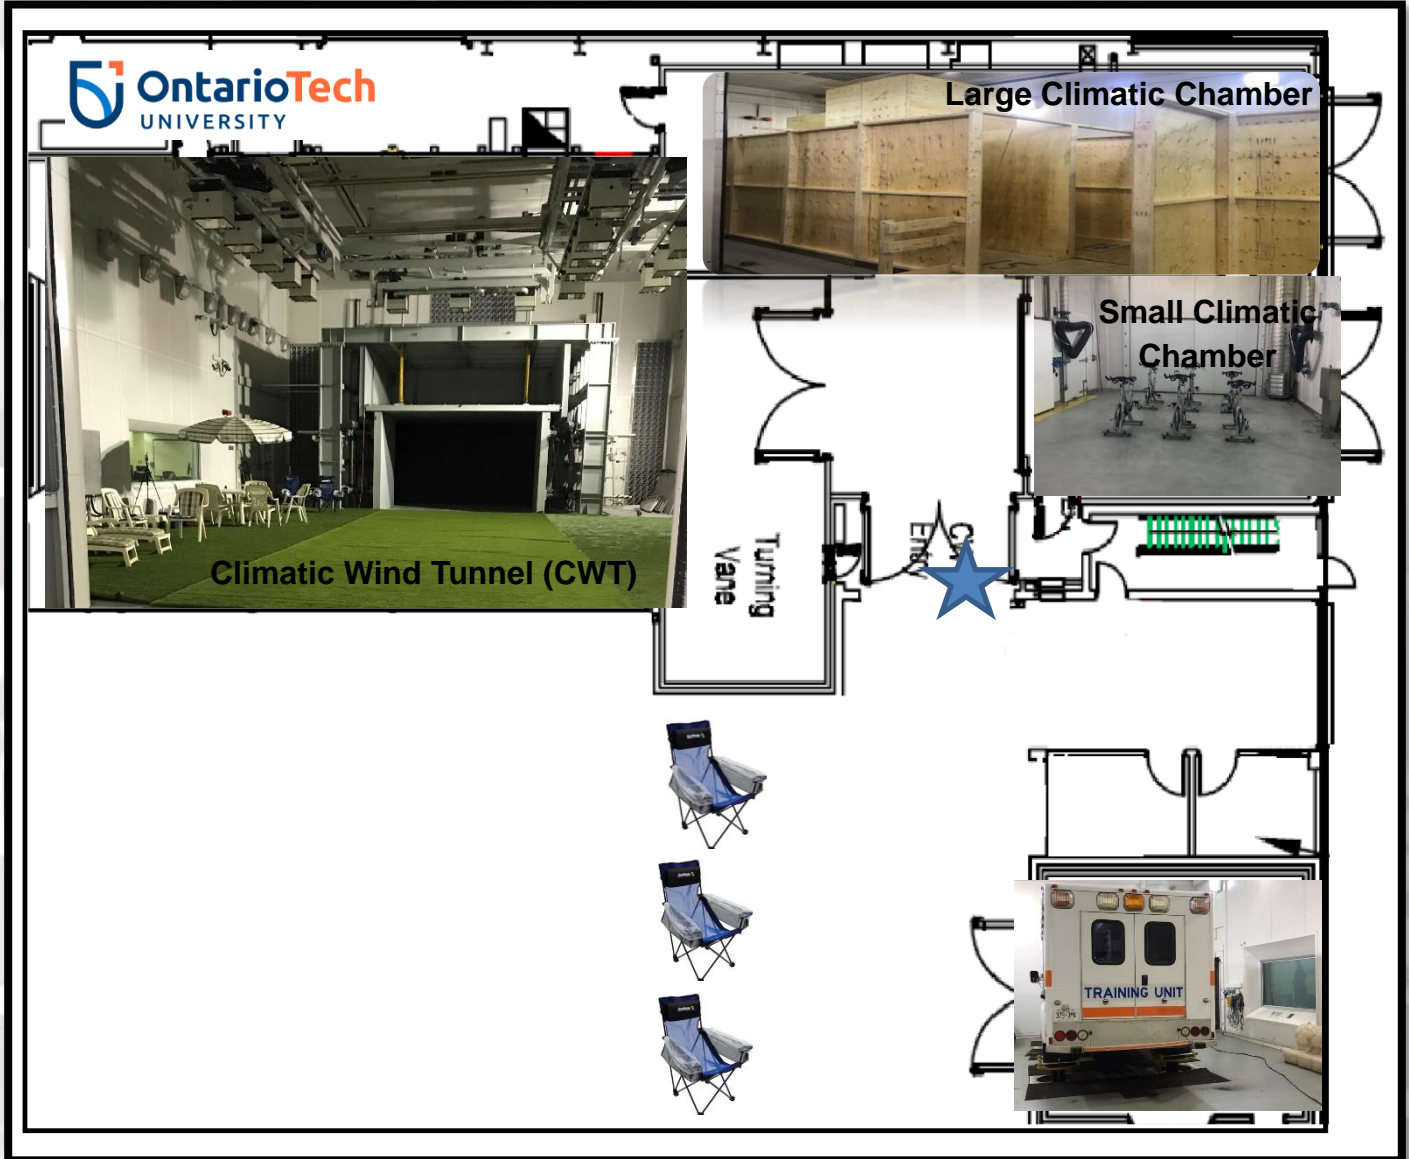 OntarioTech
UNIVERSITY
Large Climatic Chamber
Small Climatic
Chamber
Climatic Wind Tunnel (CWT)
Turning
Vane
TRAINING UNIT